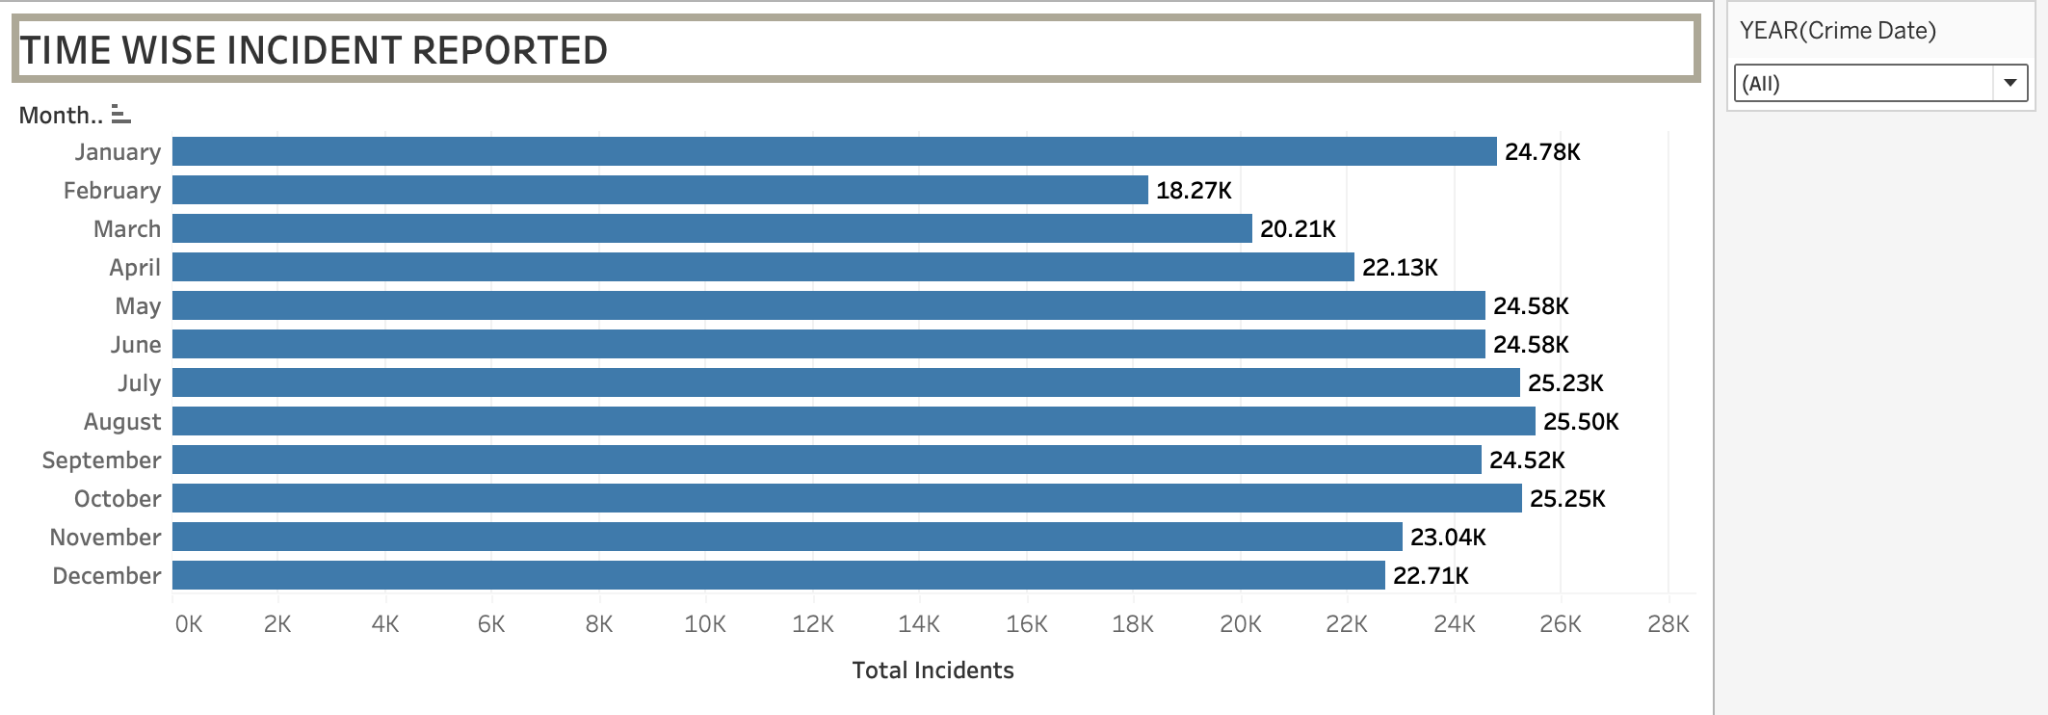 TIME WISE INCIDENT REPORTED
YEAR(Crime Date)
(All)
Month..
January 24.78K
February 18.27K
March 20.21K
April 22.13K
May 24.58K
June 24.58K
July 25.23K
August 25.50K
September 24.52K
October 25.25K
November 23.04K
December 22.71K
0K 2K 4K 6K 8K 10K 12K 14K 16K 18K 20K 22K 24K 26K 28K
Total Incidents